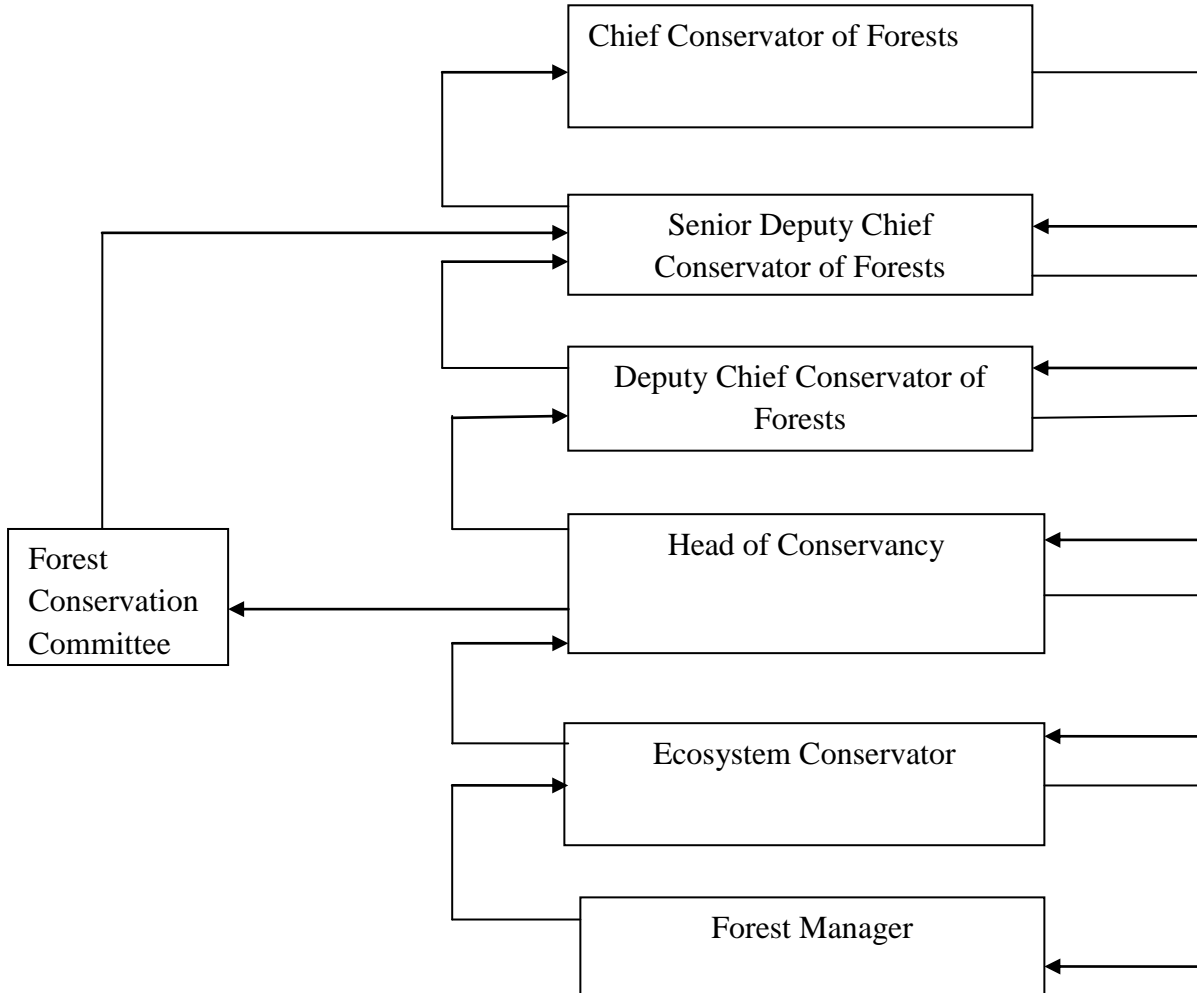 Chief Conservator of Forests
Senior Deputy Chief
Conservator of Forests
Deputy Chief Conservator of
Forests
Head of Conservancy
Forest
Conservation
Committee
Ecosystem Conservator
Forest Manager